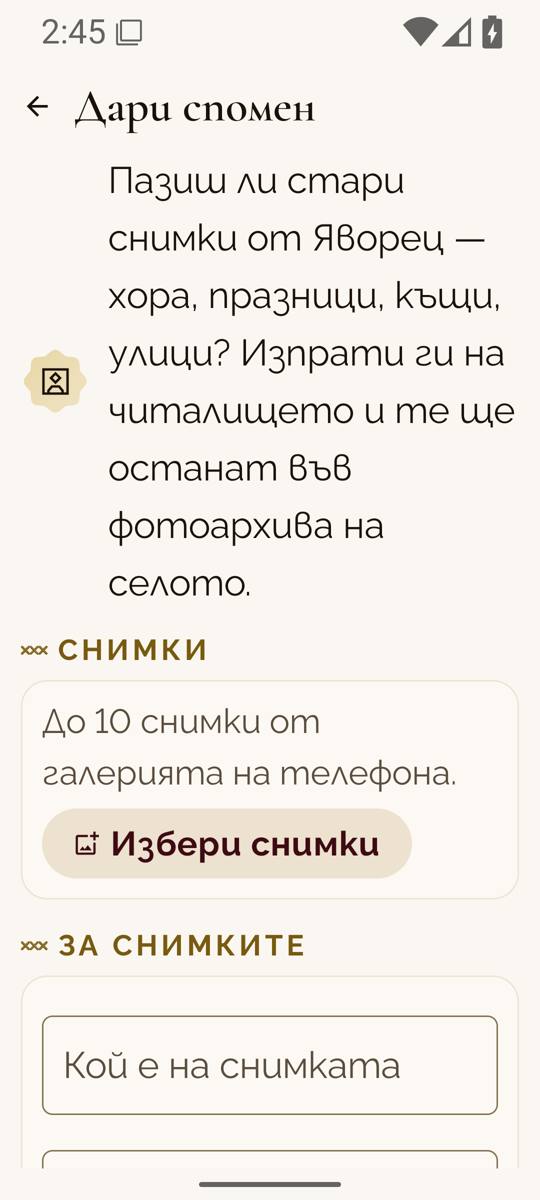 2:45
Дари спомен
Пазиш ли стари
снимки от Яворец —
хора, празници, къщи,
улици? Изпрати ги на
читалището и те ще
останат във
фотоархива на
селото.
СНИМКИ
До 10 снимки от
галерията на телефона.
Избери снимки
ЗА СНИМКИТЕ
Кой е на снимката